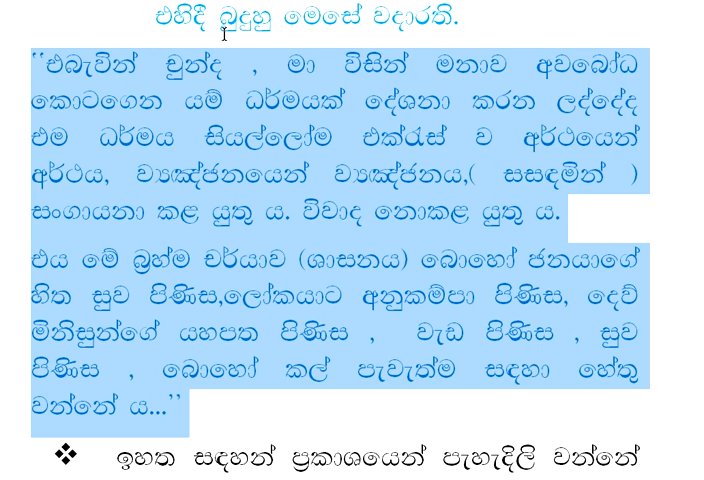 එහිදී බුදුහු මෙසේ වදාරති.
‘‘එබැවින් චුන්ද , මා විසින් මනාව අවබෝධ
කොටගෙන යම් ධර්මයක් දේශනා කරන ලද්දේද
එම ධර්මය සියල්ලෝම එක්රැස් ව අර්ථයෙන්
අර්ථය, ව්‍යඤ්ජනයෙන් ව්‍යඤ්ජනය,( සසඳමින් )
සංගායනා කළ යුතු ය. විවාද නොකළ යුතු ය.
එය මේ බ්‍රහ්ම චර්යාව (ශාසනය) බොහෝ ජනයාගේ
හිත සුව පිණිස,ලෝකයාට අනුකම්පා පිණිස, දෙවි
මිනිසුන්ගේ යහපත පිණිස , වැඩ පිණිස , සුව
පිණිස , බොහෝ කල් පැවැත්ම සඳහා හේතු
වන්නේ ය...’’
❖ ඉහත සඳහන් ප්‍රකාශයෙන් පැහැදිලි වන්නේ